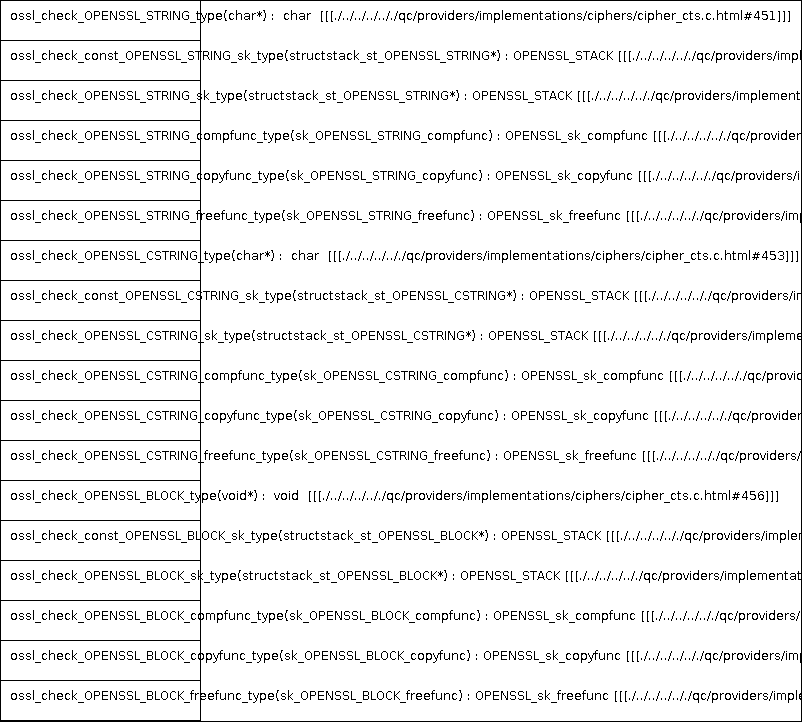 ossl_check_OPENSSL_STRING_type(char*) : char [[[./../../../../qc/providers/implementations/ciphers/cipher_cts.c.html#451]]]
ossl_check_const_OPENSSL_STRING_sk_type(structstack_st_OPENSSL_STRING*) : OPENSSL_STACK [[[./../../../../qc/providers/impl
ossl_check_OPENSSL_STRING_sk_type(structstack_st_OPENSSL_STRING*) : OPENSSL_STACK [[[./../../../../qc/providers/implement
ossl_check_OPENSSL_STRING_compfunc_type(sk_OPENSSL_STRING_compfunc) : OPENSSL_sk_compfunc [[[./../../../../qc/provider
ossl_check_OPENSSL_STRING_copyfunc_type(sk_OPENSSL_STRING_copyfunc) : OPENSSL_sk_copyfunc [[[./../../../../qc/providers/i
ossl_check_OPENSSL_STRING_freefunc_type(sk_OPENSSL_STRING_freefunc) : OPENSSL_sk_freefunc [[[./../../../../qc/providers/imp
ossl_check_OPENSSL_CSTRING_type(char*) : char [[[./../../../../qc/providers/implementations/ciphers/cipher_cts.c.html#453]]]
ossl_check_const_OPENSSL_CSTRING_sk_type(structstack_st_OPENSSL_CSTRING*) : OPENSSL_STACK [[[./../../../../qc/providers/im
ossl_check_OPENSSL_CSTRING_sk_type(structstack_st_OPENSSL_CSTRING*) : OPENSSL_STACK [[[./../../../../qc/providers/impleme
ossl_check_OPENSSL_CSTRING_compfunc_type(sk_OPENSSL_CSTRING_compfunc) : OPENSSL_sk_compfunc [[[./../../../../qc/provid
ossl_check_OPENSSL_CSTRING_copyfunc_type(sk_OPENSSL_CSTRING_copyfunc) : OPENSSL_sk_copyfunc [[[./../../../../qc/provider
ossl_check_OPENSSL_CSTRING_freefunc_type(sk_OPENSSL_CSTRING_freefunc) : OPENSSL_sk_freefunc [[[./../../../../qc/providers/
ossl_check_OPENSSL_BLOCK_type(void*) : void [[[./../../../../qc/providers/implementations/ciphers/cipher_cts.c.html#456]]]
ossl_check_const_OPENSSL_BLOCK_sk_type(structstack_st_OPENSSL_BLOCK*) : OPENSSL_STACK [[[./../../../../qc/providers/implem
ossl_check_OPENSSL_BLOCK_sk_type(structstack_st_OPENSSL_BLOCK*) : OPENSSL_STACK [[[./../../../../qc/providers/implementat
ossl_check_OPENSSL_BLOCK_compfunc_type(sk_OPENSSL_BLOCK_compfunc) : OPENSSL_sk_compfunc [[[./../../../../qc/providers/
ossl_check_OPENSSL_BLOCK_copyfunc_type(sk_OPENSSL_BLOCK_copyfunc) : OPENSSL_sk_copyfunc [[[./../../../../qc/providers/imp
ossl_check_OPENSSL_BLOCK_freefunc_type(sk_OPENSSL_BLOCK_freefunc) : OPENSSL_sk_freefunc [[[./../../../../qc/providers/imple